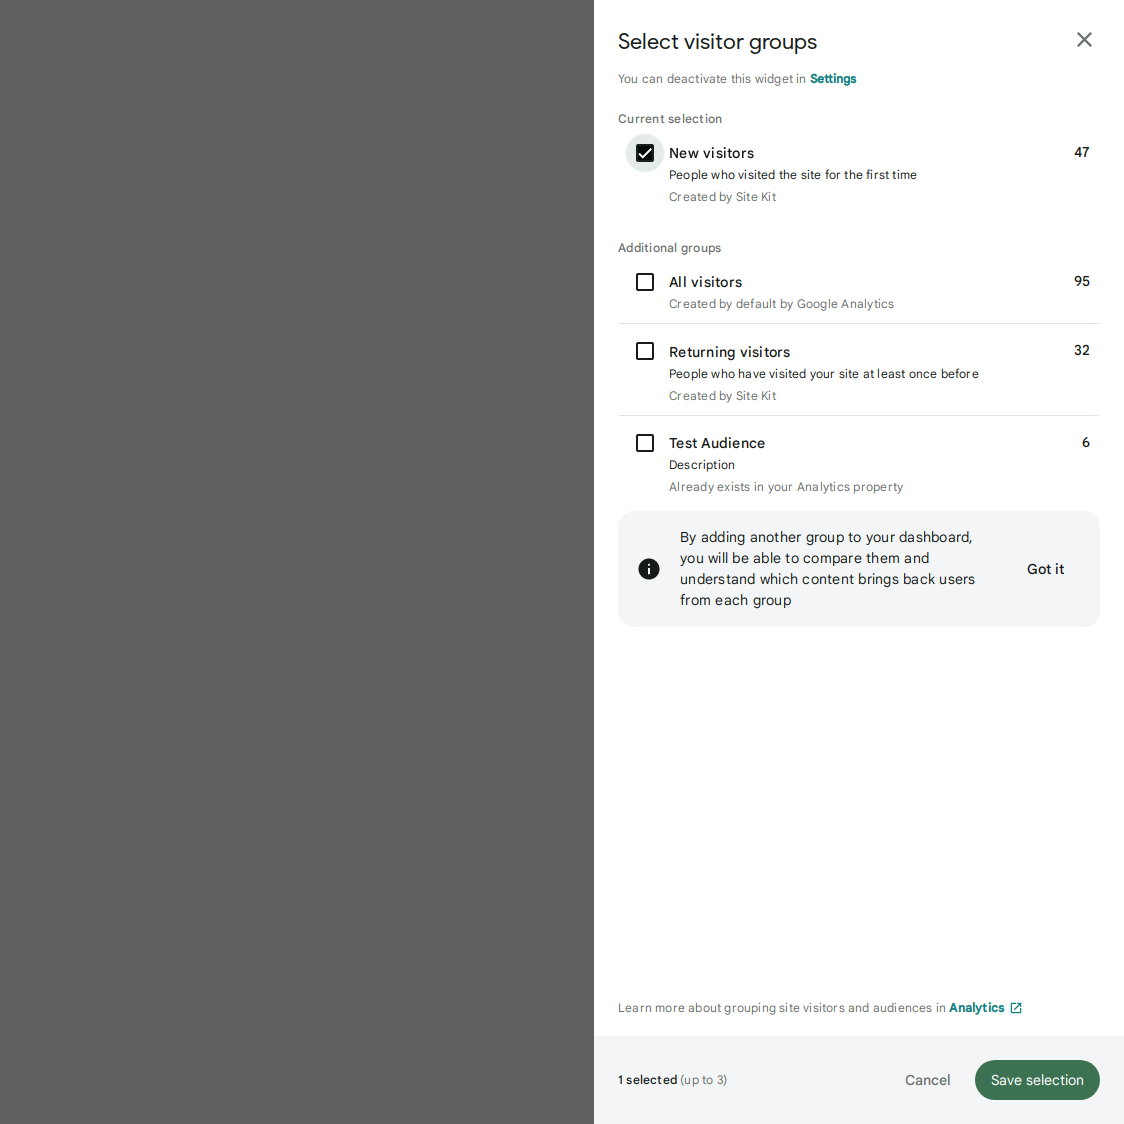 Select visitor groups
You can deactivate this widget in Settings
Current selection
New visitors 47
People who visited the site for the first time
Created by Site Kit
Additional groups
All visitors 95
Created by default by Google Analytics
Returning visitors 32
People who have visited your site at least once before
Created by Site Kit
Test Audience 6
Description
Already exists in your Analytics property
By adding another group to your dashboard,
you will be able to compare them and
understand which content brings back users
from each group
Got it
Learn more about grouping site visitors and audiences in Analytics
1 selected (up to 3) Cancel Save selection